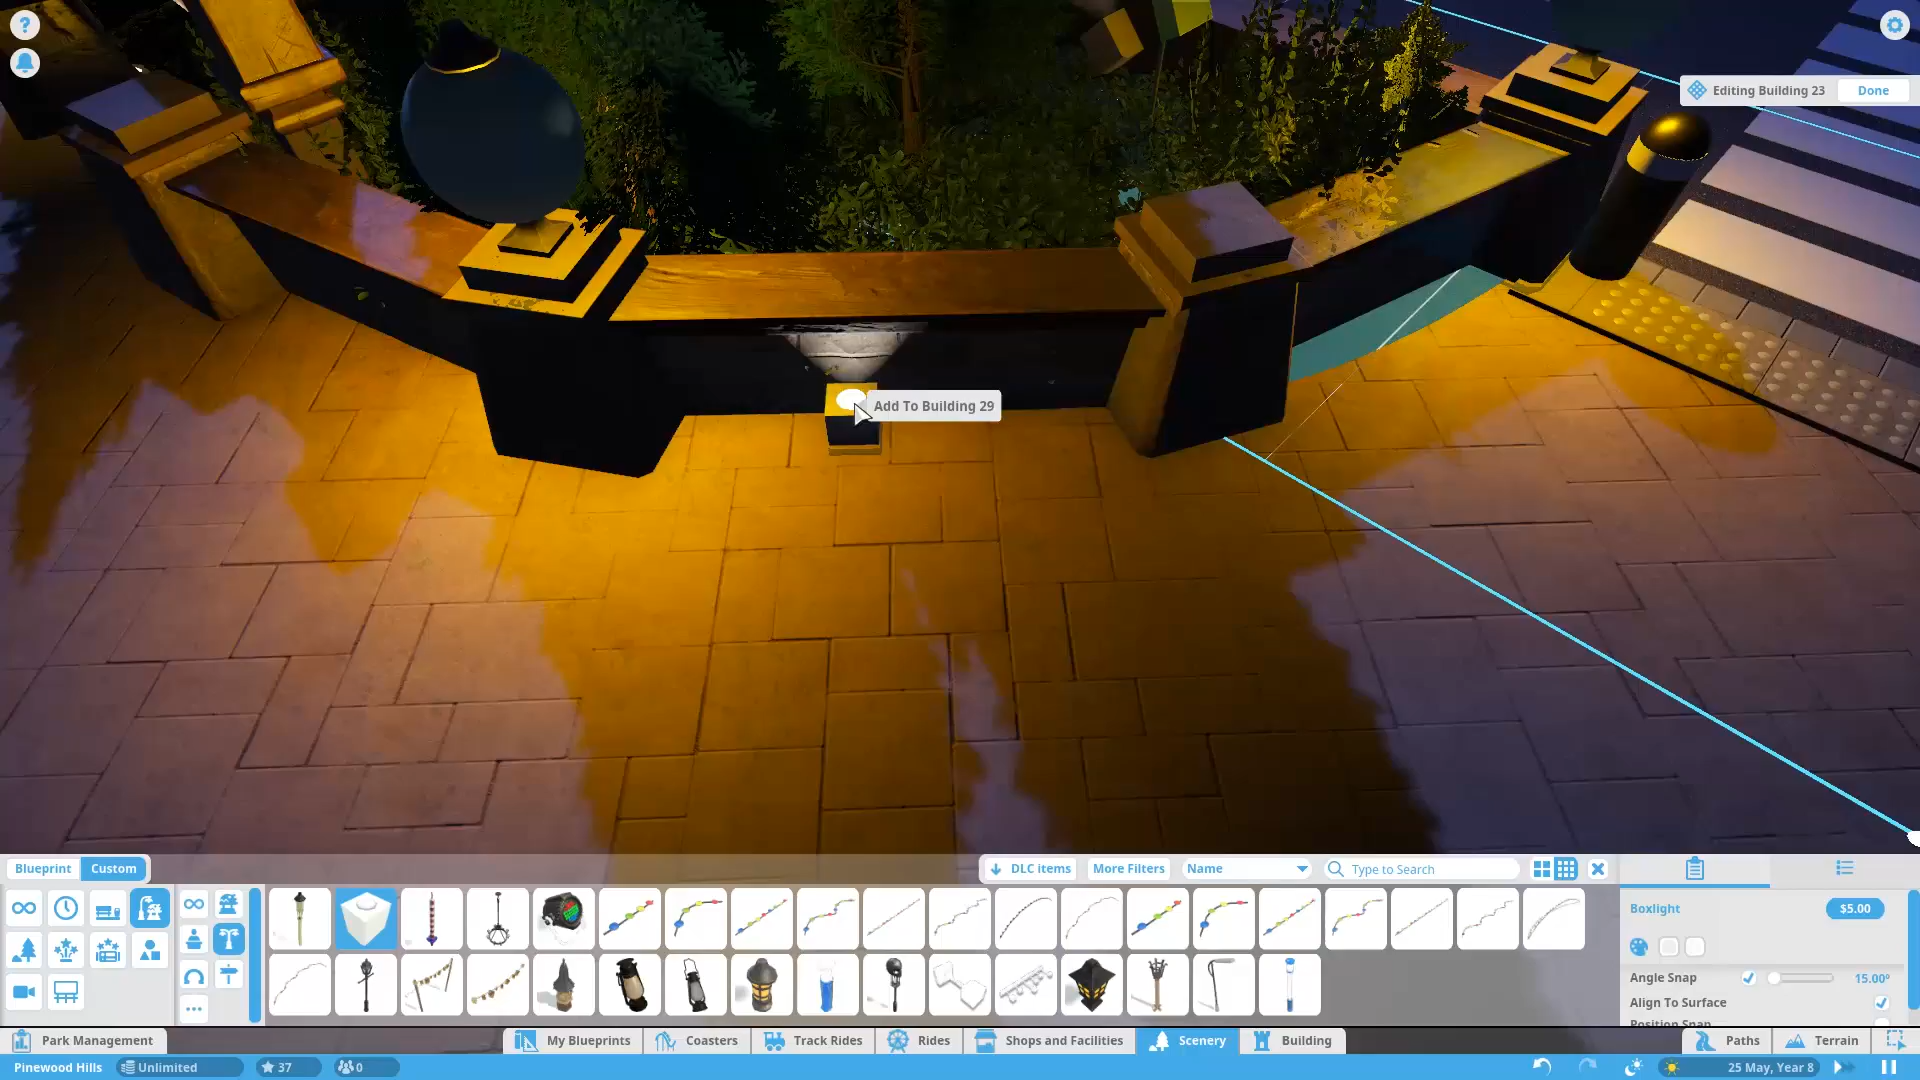 ?
Editing Building 23
Done
Add To Building 29
Blueprint
Custom
DLC items
More Filters
Name
Type to Search
Boxlight
$5.00
Angle Snap
15.00°
Align To Surface
Position Snap
Park Management
My Blueprints
Coasters
Track Rides
Rides
Shops and Facilities
Scenery
Building
Paths
Terrain
Pinewood Hills
Unlimited
37
0
25 May, Year 8